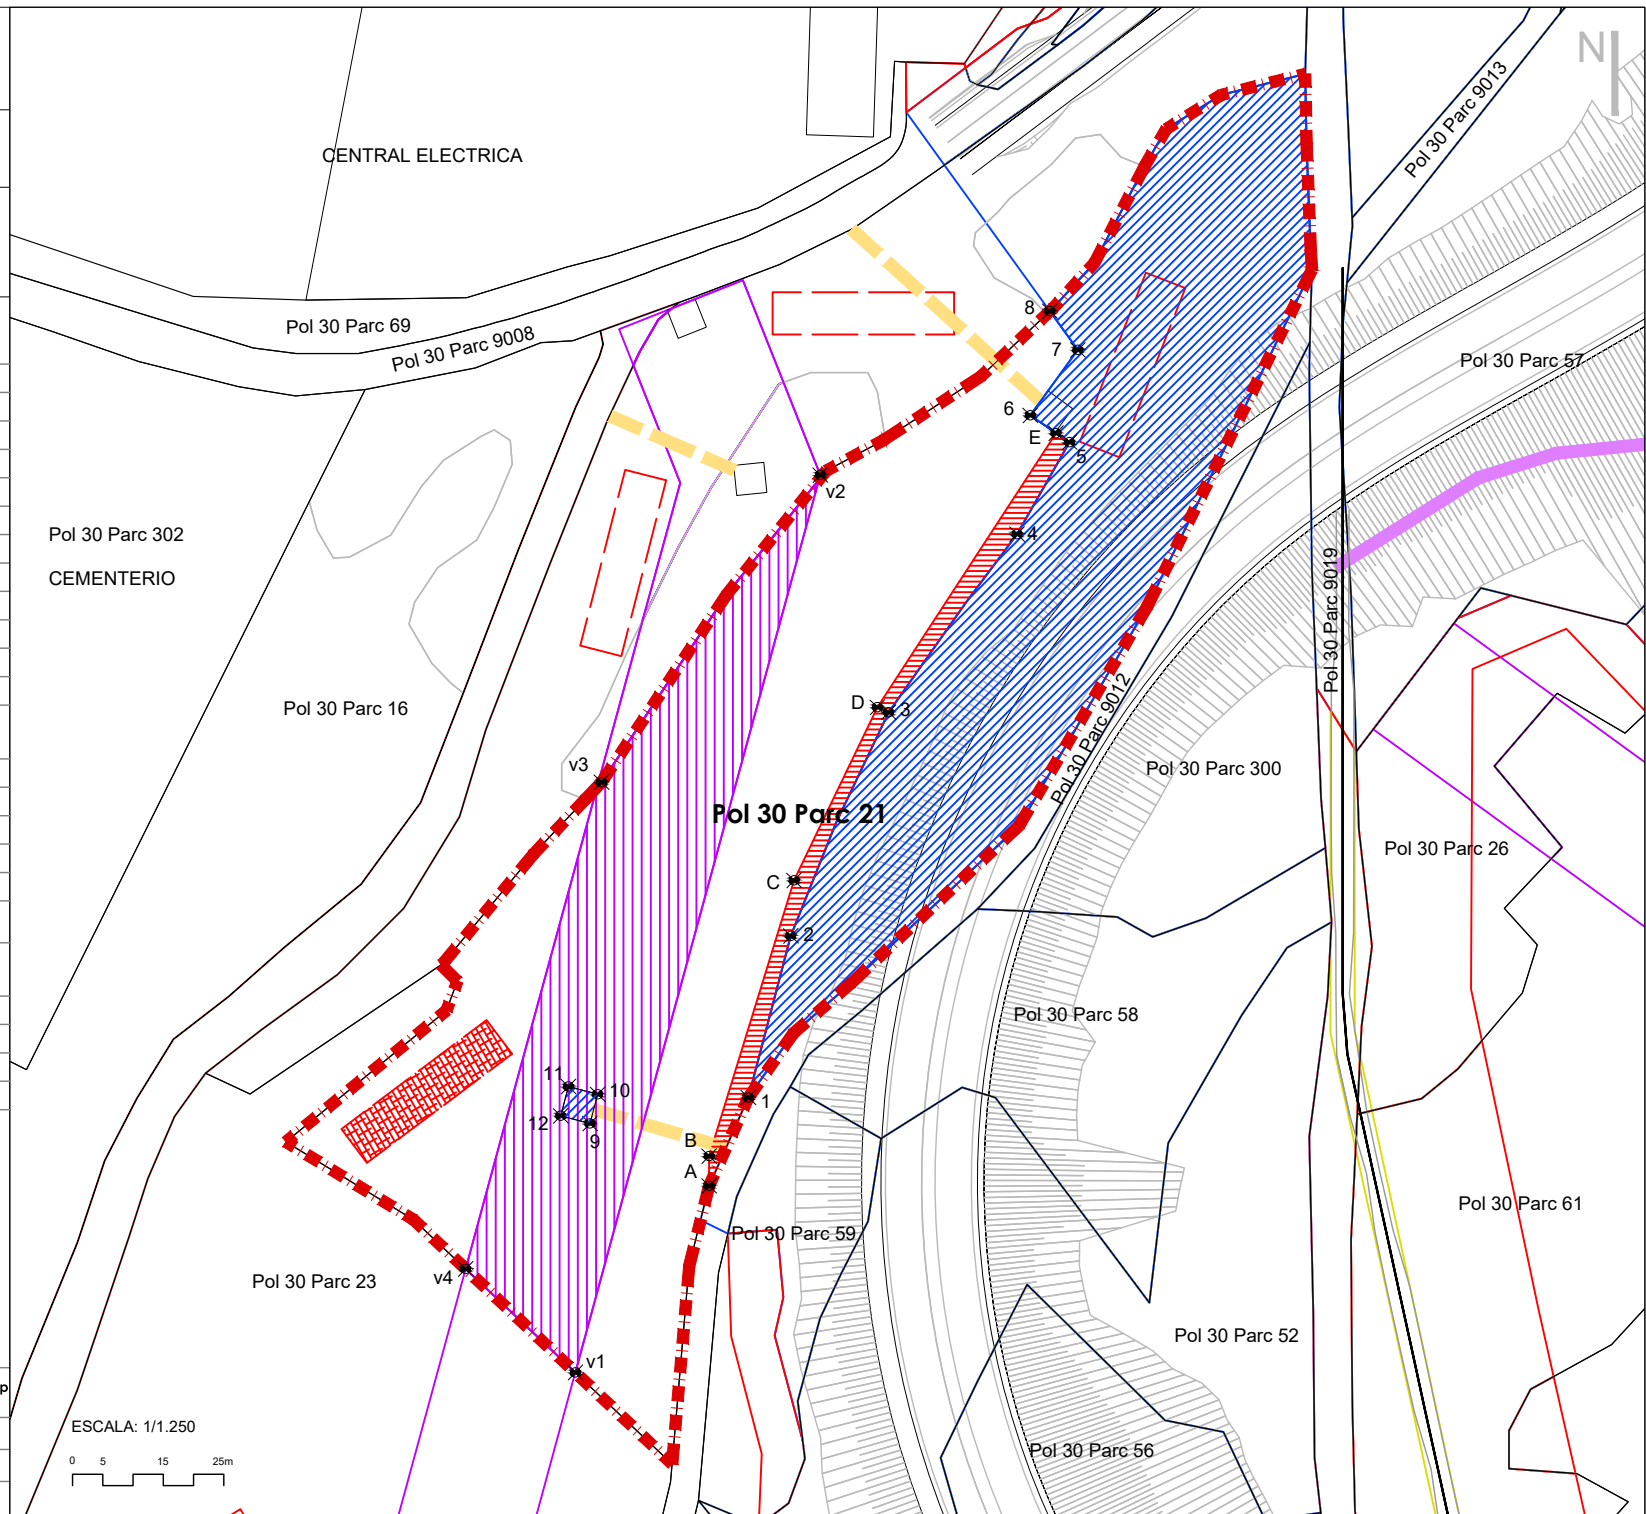 N
Pol 30 Parc 9013
CENTRAL ELECTRICA
Pol 30 Parc 69
Pol 30 Parc 9008
8
7
Pol 30 Parc 57
6
E
5
v2
4
Pol 30 Parc 302
CEMENTERIO
Pol 30 Parc 9019
D
3
Pol 30 Parc 16
Pol 30 Parc 9012
v3
Pol 30 Parc 300
Pol 30 Parc 21
Pol 30 Parc 26
C
2
Pol 30 Parc 58
11
10
1
12
9
B
A
Pol 30 Parc 61
Pol 30 Parc 59
v4
Pol 30 Parc 23
Pol 30 Parc 52
v1
p
ESCALA: 1/1.250
Pol 30 Parc 56
0 5 15 25m